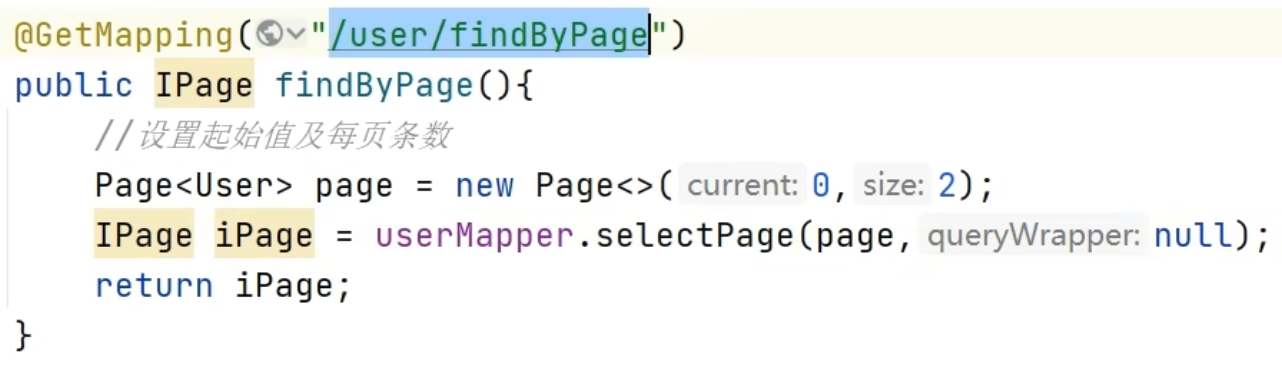 @GetMapping("/user/findByPage")
public IPage findByPage(){
//设置起始值及每页条数
Page<User> page = new Page<>( current: 0, size: 2);
IPage iPage = userMapper.selectPage(page, queryWrapper: null);
return iPage;
}